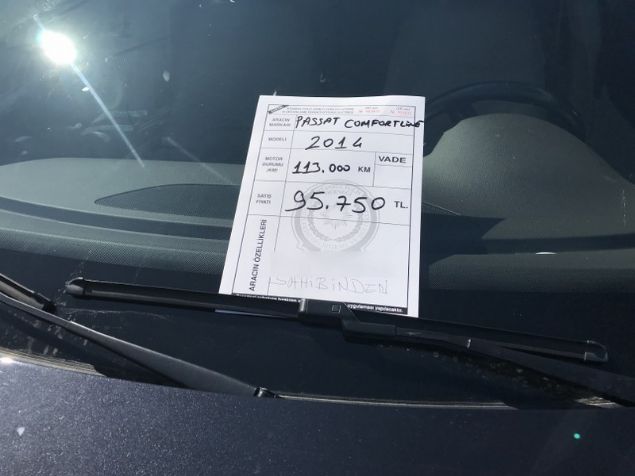 ARACIN MARKASI PASSAT COMFORTLINE
MODELİ 2014
MOTOR DURUMU (KM) 113.000 KM VADE
SATIŞ FİYATI 95.750 TL.
ARACIN ÖZELLİKLERİ
SAHİBİNDEN